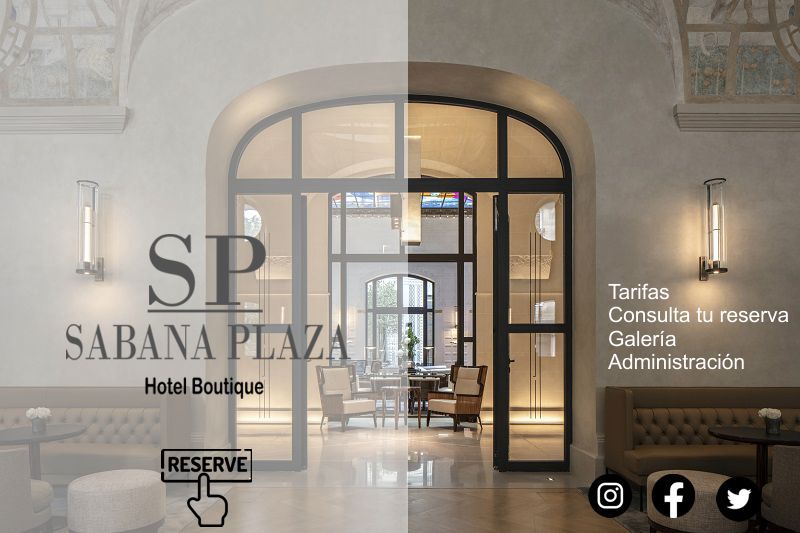 SP
SABANA PLAZA
Hotel Boutique
RESERVE
Tarifas
Consulta tu reserva
Galería
Administración